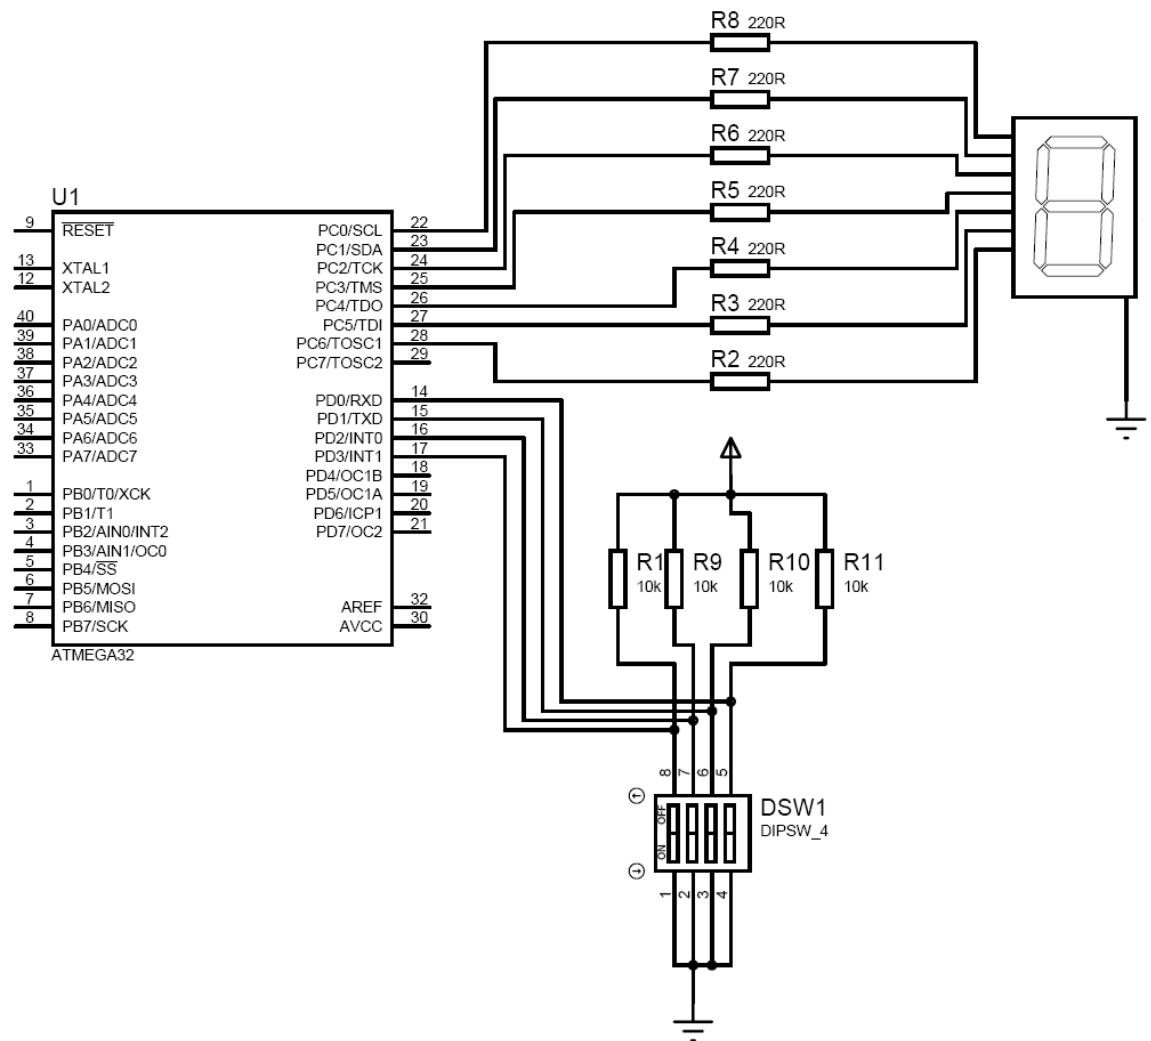 R8 220R
R7 220R
R6 220R
R5 220R
R4 220R
R3 220R
R2 220R
U1
9 RESET
13 XTAL1
12 XTAL2
40 PA0/ADC0
39 PA1/ADC1
38 PA2/ADC2
37 PA3/ADC3
36 PA4/ADC4
35 PA5/ADC5
34 PA6/ADC6
33 PA7/ADC7
1 PB0/T0/XCK
2 PB1/T1
3 PB2/AIN0/INT2
4 PB3/AIN1/OC0
5 PB4/SS
6 PB5/MOSI
7 PB6/MISO
8 PB7/SCK
PC0/SCL 22
PC1/SDA 23
PC2/TCK 24
PC3/TMS 25
PC4/TDO 26
PC5/TDI 27
PC6/TOSC1 28
PC7/TOSC2 29
PD0/RXD 14
PD1/TXD 15
PD2/INT0 16
PD3/INT1 17
PD4/OC1B 18
PD5/OC1A 19
PD6/ICP1 20
PD7/OC2 21
AREF 32
AVCC 30
ATMEGA32
R1 R9 R10 R11
10k 10k 10k 10k
8 7 6 5
OFF
ON
DSW1
DIPSW_4
1 2 3 4